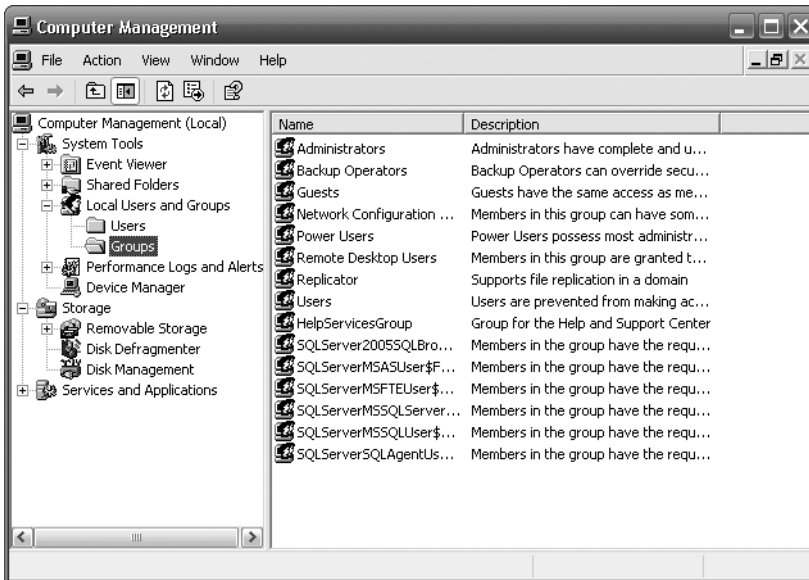 Computer Management
File Action View Window Help
Computer Management (Local)
System Tools
Event Viewer
Shared Folders
Local Users and Groups
Users
Groups
Performance Logs and Alerts
Device Manager
Storage
Removable Storage
Disk Defragmenter
Disk Management
Services and Applications
Name Description
Administrators Administrators have complete and u...
Backup Operators Backup Operators can override secu...
Guests Guests have the same access as me...
Network Configuration ... Members in this group can have som...
Power Users Power Users possess most administr...
Remote Desktop Users Members in this group are granted t...
Replicator Supports file replication in a domain
Users Users are prevented from making ac...
HelpServicesGroup Group for the Help and Support Center
SQLServer2005SQLBro... Members in the group have the requ...
SQLServerMSASUser$F... Members in the group have the requ...
SQLServerMSFTEUser$... Members in the group have the requ...
SQLServerMSSQLServer... Members in the group have the requ...
SQLServerMSSQLUser$... Members in the group have the requ...
SQLServerSQLAgentUs... Members in the group have the requ...